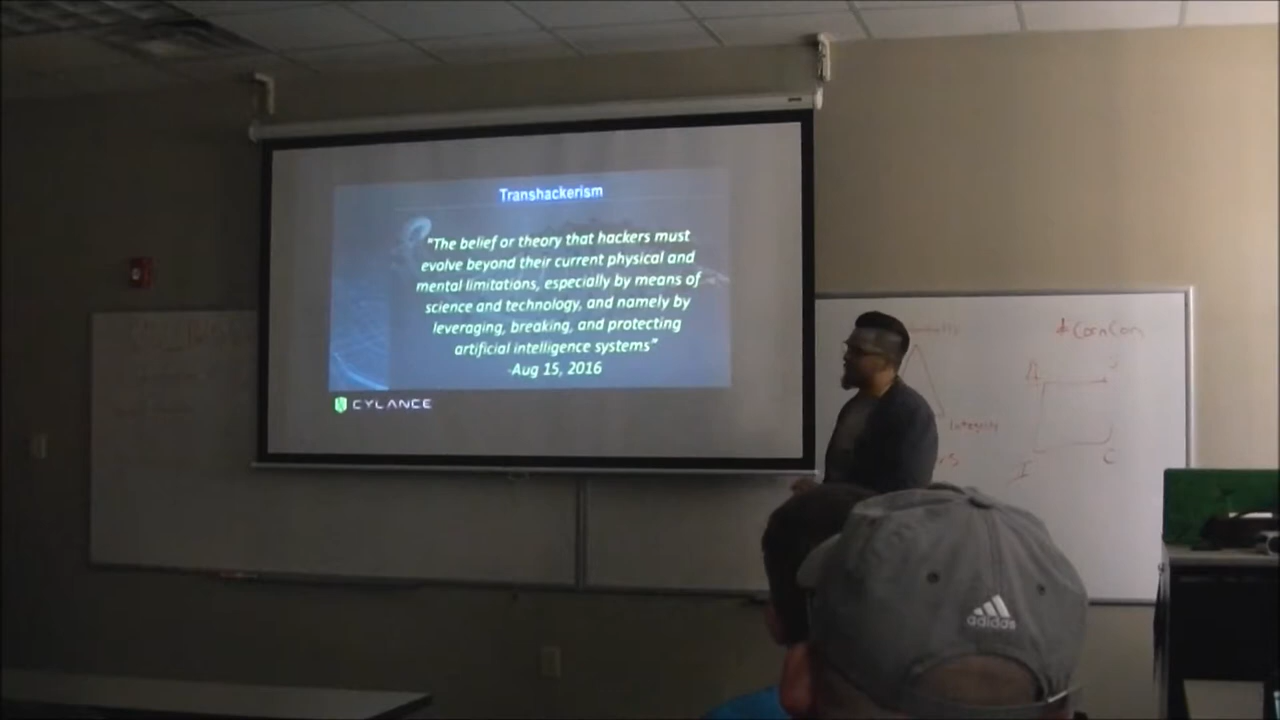 Transhackerism
"The belief or theory that hackers must
evolve beyond their current physical and
mental limitations, especially by means of
science and technology, and namely by
leveraging, breaking, and protecting
artificial intelligence systems"
-Aug 15, 2016
CYLANCE
CornCon
Integrity
I
C
adidas